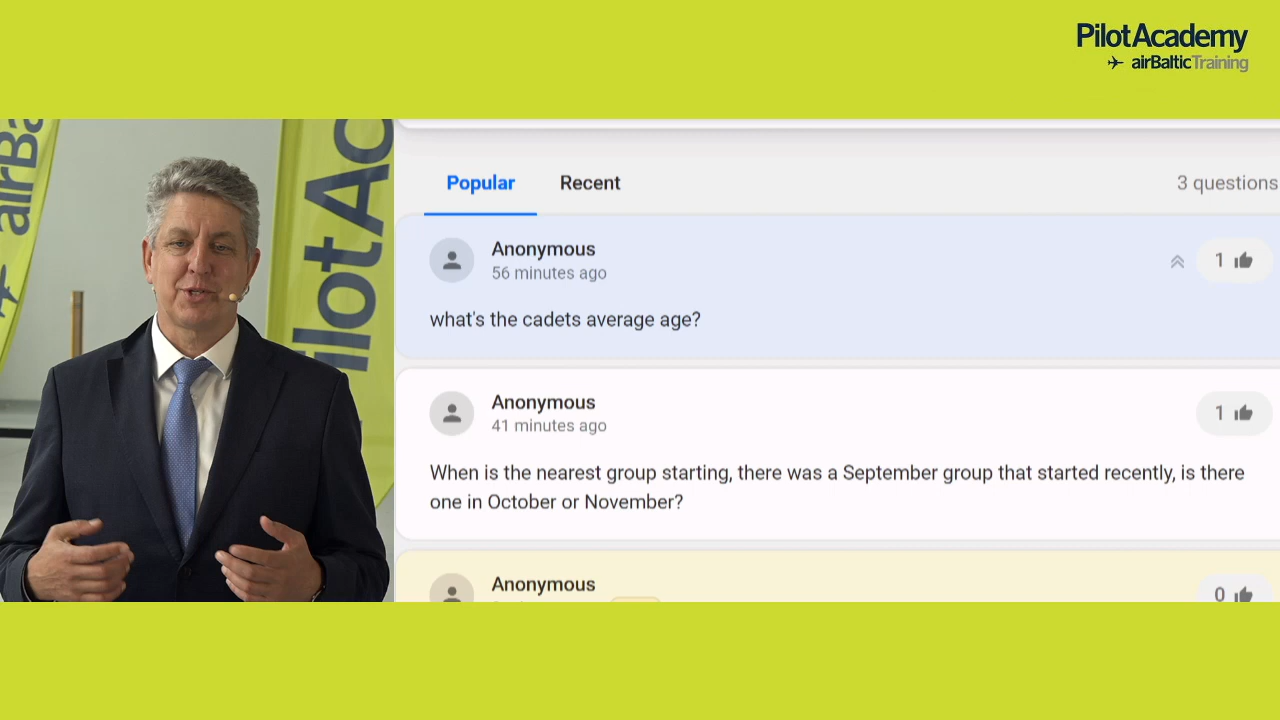 PilotAcademy
airBalticTraining
airBa
ilotAc
Popular
Recent
3 questions
Anonymous
56 minutes ago
1
what's the cadets average age?
Anonymous
41 minutes ago
1
When is the nearest group starting, there was a September group that started recently, is there
one in October or November?
Anonymous
0